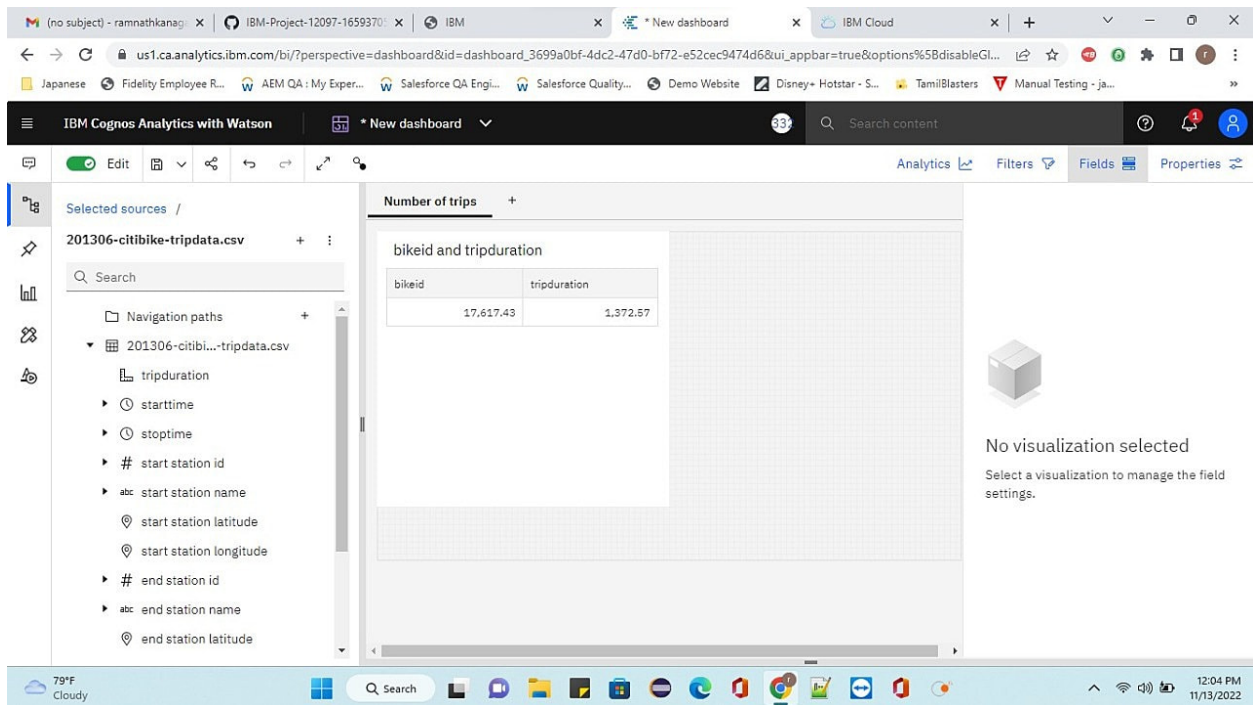 (no subject) - ramnathkanag
IBM-Project-12097-1659370
IBM
* New dashboard
IBM Cloud
us1.ca.analytics.ibm.com/bi/?perspective=dashboard&id=dashboard_3699a0bf-4dc2-47d0-bf72-e52cec9474d6&ui_appbar=true&options%5BdisableGl...
Japanese
Fidelity Employee R...
AEM QA : My Exper...
Salesforce QA Engi...
Salesforce Quality...
Demo Website
Disney+ Hotstar - S...
TamilBlasters
Manual Testing - ja...
IBM Cognos Analytics with Watson
* New dashboard
Search content
1
Edit
Analytics
Filters
Fields
Properties
Selected sources /
201306-citibike-tripdata.csv
Search
Navigation paths
201306-citibi...-tripdata.csv
tripduration
starttime
stoptime
# start station id
abc start station name
start station latitude
start station longitude
# end station id
abc end station name
end station latitude
Number of trips
bikeid and tripduration
bikeid tripduration
17,617.43 1,372.57
No visualization selected
Select a visualization to manage the field
settings.
79°F
Cloudy
Search
12:04 PM
11/13/2022